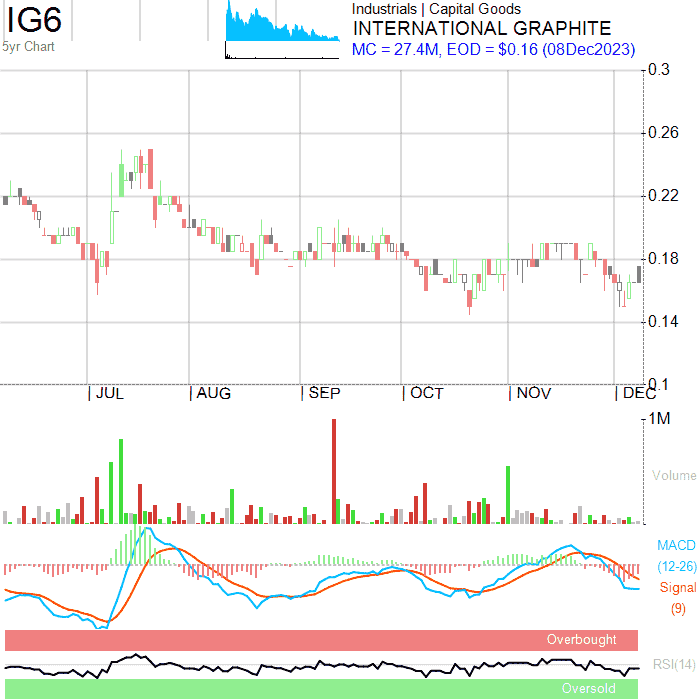 IG6
5yr Chart
Industrials | Capital Goods
INTERNATIONAL GRAPHITE
MC = 27.4M, EOD = $0.16 (08Dec2023)
0.3
0.26
0.22
0.18
0.14
0.1
JUL AUG SEP OCT NOV DEC
1M
Volume
MACD
(12-26)
Signal
(9)
Overbought
RSI(14)
Oversold